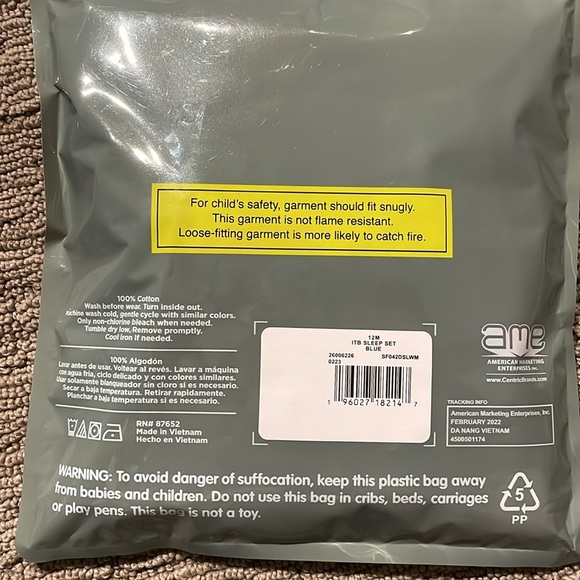 For child's safety, garment should fit snugly.
This garment is not flame resistant.
Loose-fitting garment is more likely to catch fire.
100% Cotton
Wash before wear. Turn inside out.
Machine wash cold, gentle cycle with similar colors.
Only non-chlorine bleach when needed.
Tumble dry low, Remove promptly.
Cool iron if needed.
100% Algodón
Lavar antes de usar. Voltear al revés. Lavar a máquina
con agua fria, ciclo delicado y con colores similares.
Usar solamente blanqueador sin cloro si es necesario.
Secar a baja temperatura. Retirar rapidamente.
Planchar a baja temperatura si es necesario.
RN# 87652
Made in Vietnam
Hecho en Vietnam
12M
ITB SLEEP SET
BLUE
26006226 SF042DSLWM
0223
1 96027 18214 7
ame
AMERICAN MARKETING
ENTERPRISES INC.
www.CentricBrands.com
TRACKING INFO
American Marketing Enterprises, Inc.
FEBRUARY 2022
DA NANG VIETNAM
4500501174
WARNING: To avoid danger of suffocation, keep this plastic bag away
from babies and children. Do not use this bag in cribs, beds, carriages
or play pens. This bag is not a toy.
5
PP